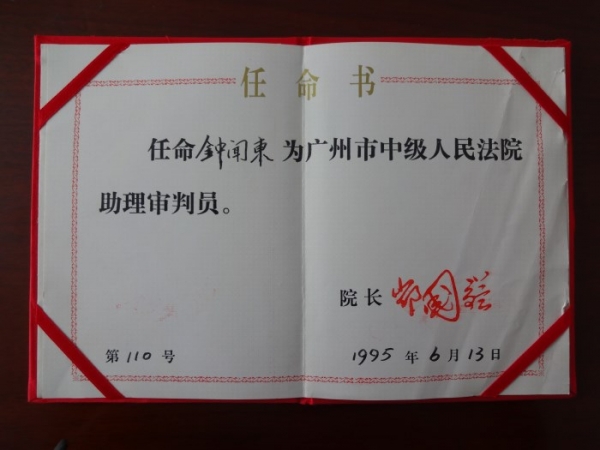 任命书
任命钟闻東为广州市中级人民法院
助理审判员。
院长
第110号
1995年6月13日